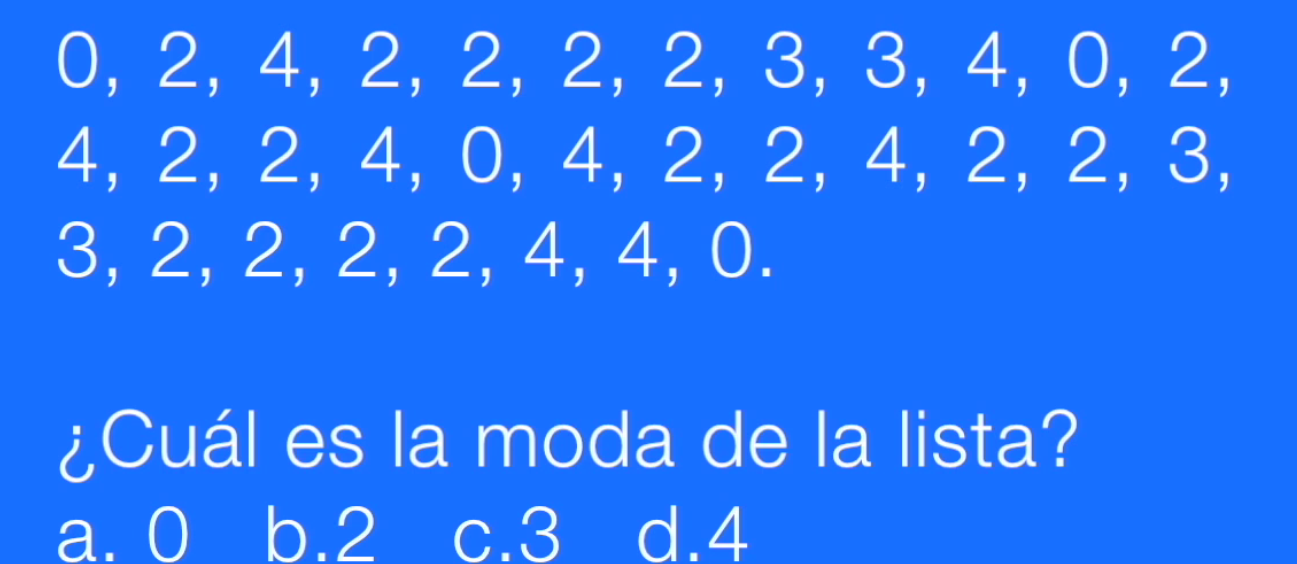 0, 2, 4, 2, 2, 2, 2, 3, 3, 4, 0, 2,
4, 2, 2, 4, 0, 4, 2, 2, 4, 2, 2, 3,
3, 2, 2, 2, 2, 4, 4, 0.
¿Cuál es la moda de la lista?
a. 0 b.2 c.3 d.4